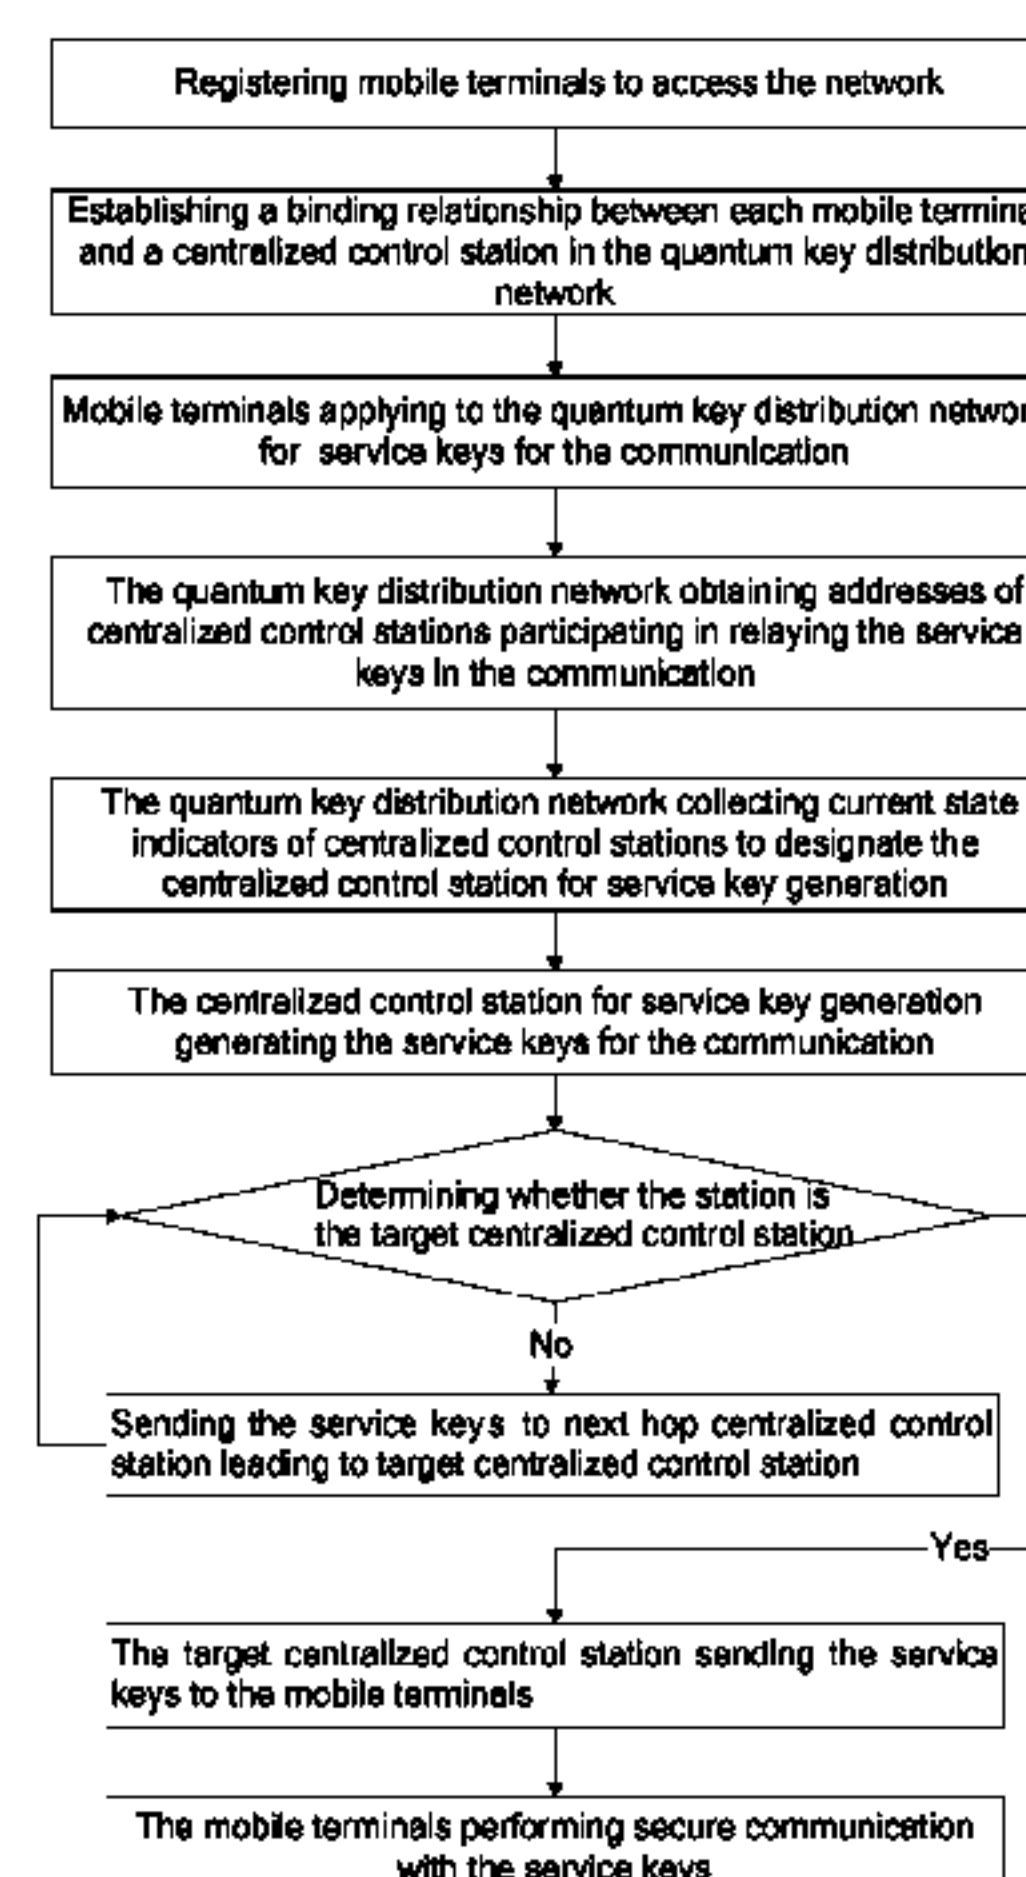 Registering mobile terminals to access the network
Establishing a binding relationship between each mobile termina
and a centralized control station in the quantum key distribution
network
Mobile terminals applying to the quantum key distribution networ
for service keys for the communication
The quantum key distribution network obtaining addresses of
centralized control stations participating in relaying the service
keys in the communication
The quantum key distribution network collecting current state
indicators of centralized control stations to designate the
centralized control station for service key generation
The centralized control station for service key generation
generating the service keys for the communication
Determining whether the station is
the target centralized control station
No
Sending the service keys to next hop centralized control
station leading to target centralized control station
Yes
The target centralized control station sending the service
keys to the mobile terminals
The mobile terminals performing secure communication
with the service keys